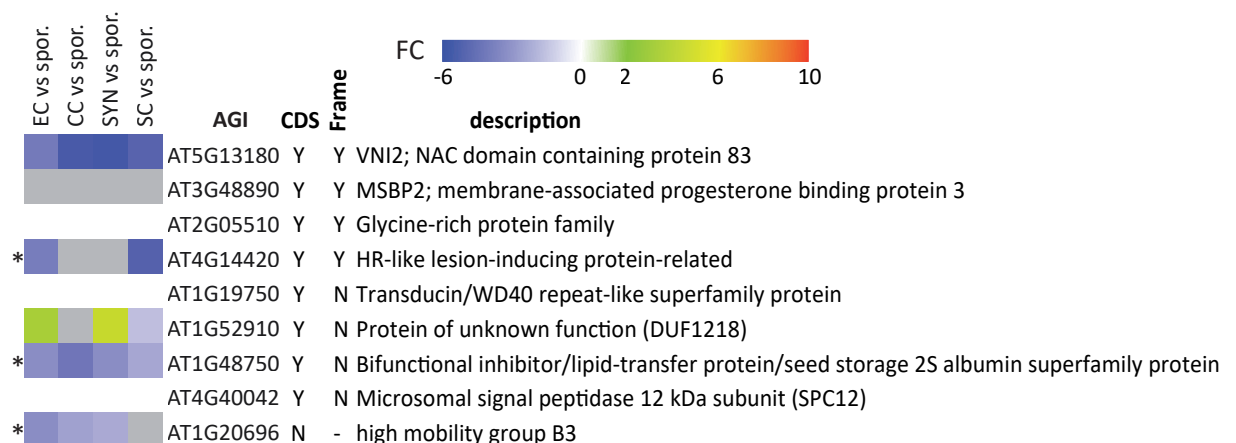 EC vs spor.
CC vs spor.
SYN vs spor.
SC vs spor.
FC
-6 0 2 6 10
AGI CDS Frame description
AT5G13180 Y Y VNI2; NAC domain containing protein 83
AT3G48890 Y Y MSBP2; membrane-associated progesterone binding protein 3
AT2G05510 Y Y Glycine-rich protein family
* AT4G14420 Y Y HR-like lesion-inducing protein-related
AT1G19750 Y N Transducin/WD40 repeat-like superfamily protein
AT1G52910 Y N Protein of unknown function (DUF1218)
* AT1G48750 Y N Bifunctional inhibitor/lipid-transfer protein/seed storage 2S albumin superfamily protein
AT4G40042 Y N Microsomal signal peptidase 12 kDa subunit (SPC12)
* AT1G20696 N - high mobility group B3